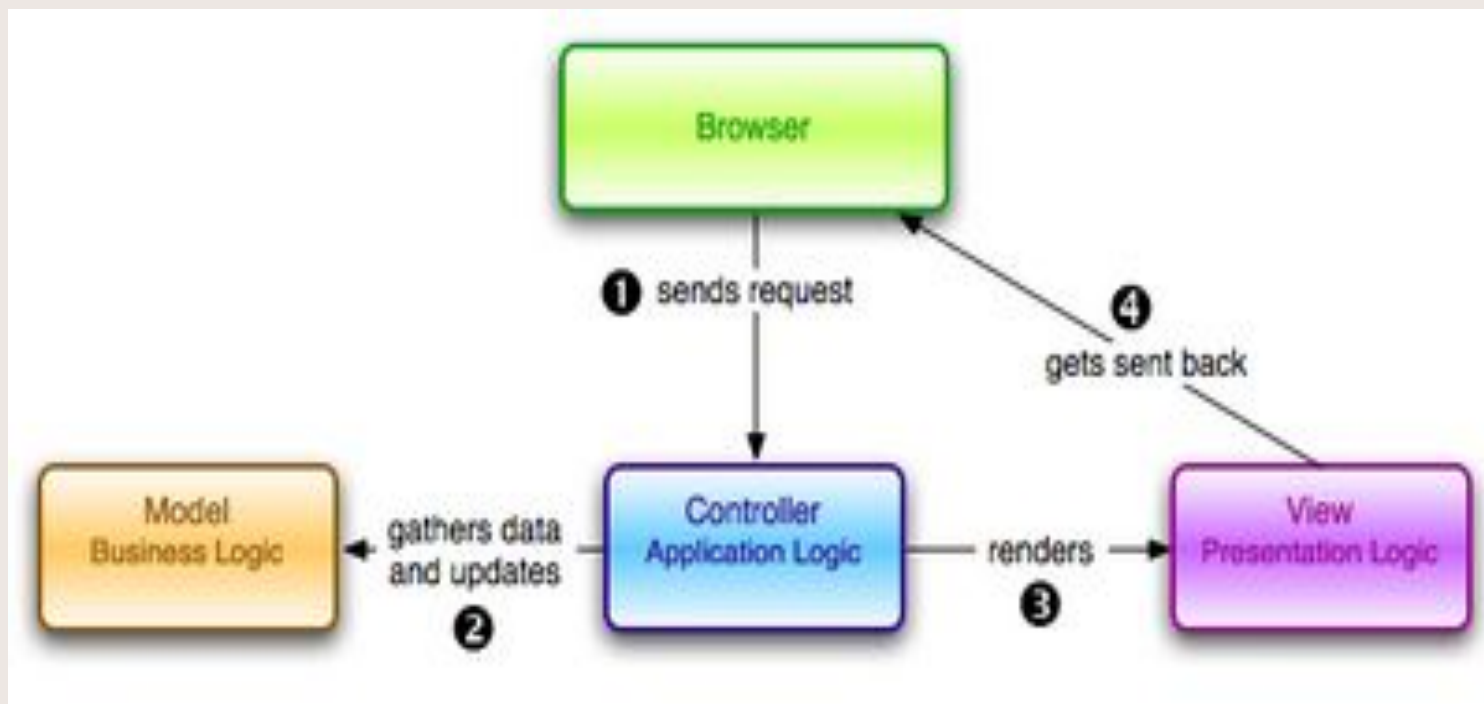 Browser
❶ sends request
❹
gets sent back
Model
Business Logic
gathers data
and updates
❷
Controller
Application Logic
renders
❸
View
Presentation Logic